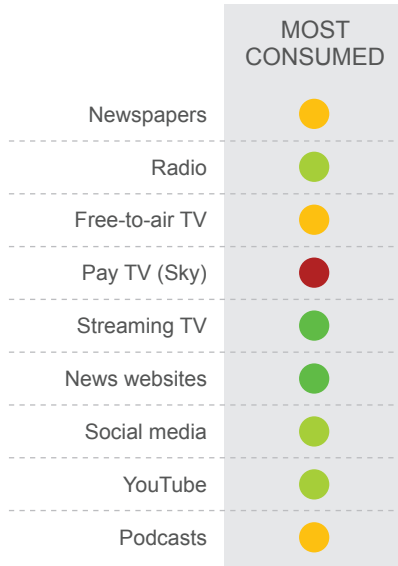 MOST
CONSUMED
Newspapers
Radio
Free-to-air TV
Pay TV (Sky)
Streaming TV
News websites
Social media
YouTube
Podcasts